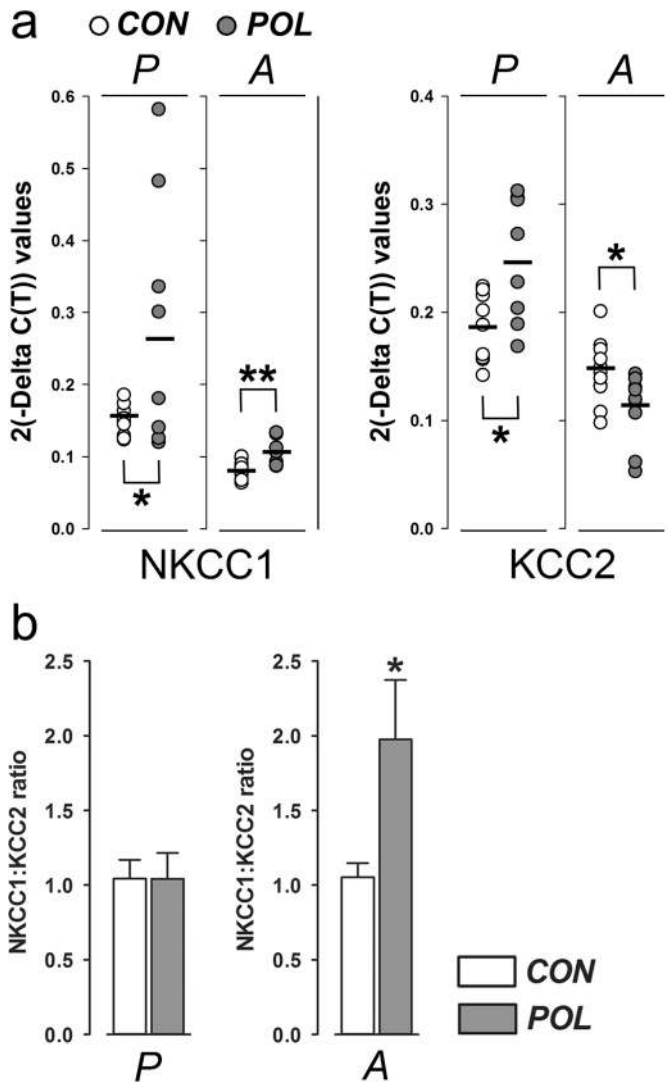 a
CON POL
P A P A
2(-Delta C(T)) values
0.6
0.5
0.4
0.3
0.2
0.1
0.0
*
**
NKCC1
2(-Delta C(T)) values
0.4
0.3
0.2
0.1
0.0
*
*
KCC2
b
NKCC1:KCC2 ratio
2.5
2.0
1.5
1.0
0.5
0.0
P
NKCC1:KCC2 ratio
2.5
2.0
1.5
1.0
0.5
0.0
*
A
CON
POL